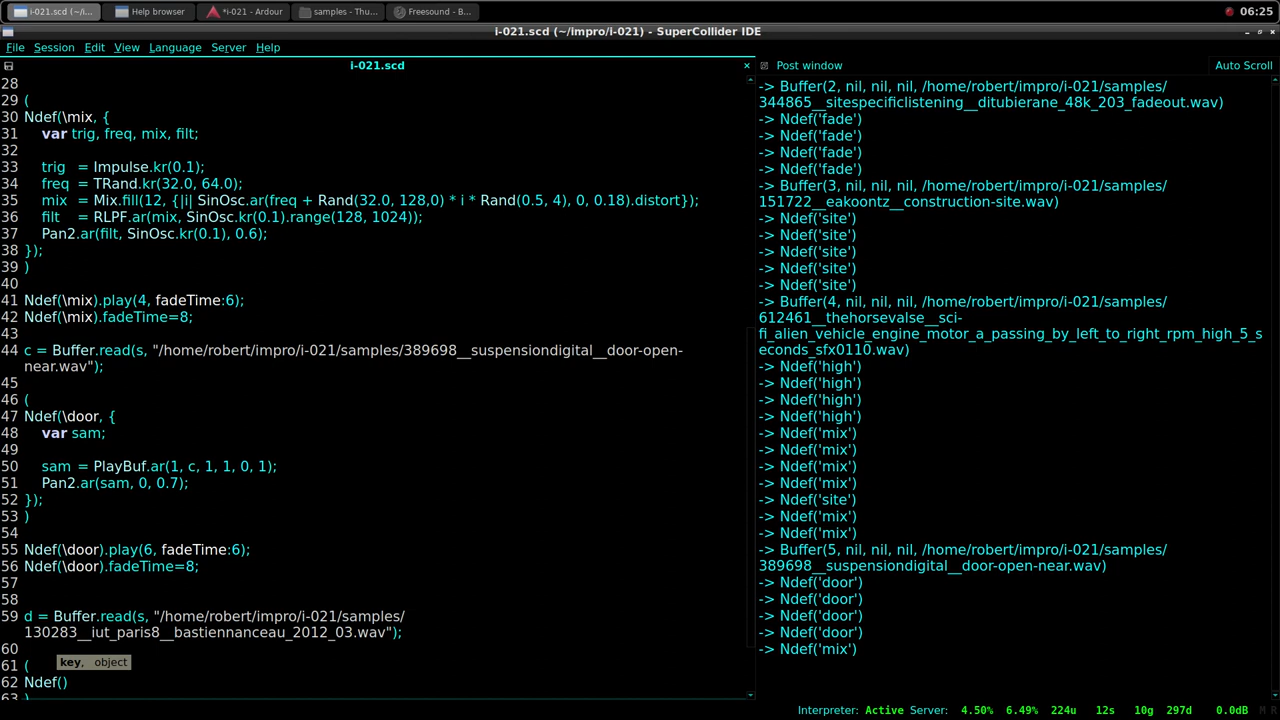 i-021.scd (~/i...
Help browser
*i-021 - Ardour
samples - Thu...
Freesound - B...
06:25
i-021.scd (~/impro/i-021) - SuperCollider IDE
File Session Edit View Language Server Help
i-021.scd
28
29 (
30 Ndef(\mix, {
31 var trig, freq, mix, filt;
32
33 trig = Impulse.kr(0.1);
34 freq = TRand.kr(32.0, 64.0);
35 mix = Mix.fill(12, {|i| SinOsc.ar(freq + Rand(32.0, 128,0) * i * Rand(0.5, 4), 0, 0.18).distort});
36 filt = RLPF.ar(mix, SinOsc.kr(0.1).range(128, 1024));
37 Pan2.ar(filt, SinOsc.kr(0.1), 0.6);
38 });
39 )
40
41 Ndef(\mix).play(4, fadeTime:6);
42 Ndef(\mix).fadeTime=8;
43
44 c = Buffer.read(s, "/home/robert/impro/i-021/samples/389698__suspensiondigital__door-open-
near.wav");
45
46 (
47 Ndef(\door, {
48 var sam;
49
50 sam = PlayBuf.ar(1, c, 1, 1, 0, 1);
51 Pan2.ar(sam, 0, 0.7);
52 });
53 )
54
55 Ndef(\door).play(6, fadeTime:6);
56 Ndef(\door).fadeTime=8;
57
58
59 d = Buffer.read(s, "/home/robert/impro/i-021/samples/
130283__iut_paris8__bastiennanceau_2012_03.wav");
60
61 (
key, object
62 Ndef()
63 )
Post window
Auto Scroll
-> Buffer(2, nil, nil, nil, /home/robert/impro/i-021/samples/
344865__sitespecificlistening__ditubierane_48k_203_fadeout.wav)
-> Ndef('fade')
-> Ndef('fade')
-> Ndef('fade')
-> Ndef('fade')
-> Buffer(3, nil, nil, nil, /home/robert/impro/i-021/samples/
151722__eakoontz__construction-site.wav)
-> Ndef('site')
-> Ndef('site')
-> Ndef('site')
-> Ndef('site')
-> Ndef('site')
-> Buffer(4, nil, nil, nil, /home/robert/impro/i-021/samples/
612461__thehorsevalse__sci-
fi_alien_vehicle_engine_motor_a_passing_by_left_to_right_rpm_high_5_s
econds_sfx0110.wav)
-> Ndef('high')
-> Ndef('high')
-> Ndef('high')
-> Ndef('high')
-> Ndef('mix')
-> Ndef('mix')
-> Ndef('mix')
-> Ndef('mix')
-> Ndef('site')
-> Ndef('mix')
-> Ndef('mix')
-> Buffer(5, nil, nil, nil, /home/robert/impro/i-021/samples/
389698__suspensiondigital__door-open-near.wav)
-> Ndef('door')
-> Ndef('door')
-> Ndef('door')
-> Ndef('door')
-> Ndef('mix')
Interpreter: Active Server: 4.50% 6.49% 224u 12s 10g 297d 0.0dB M R